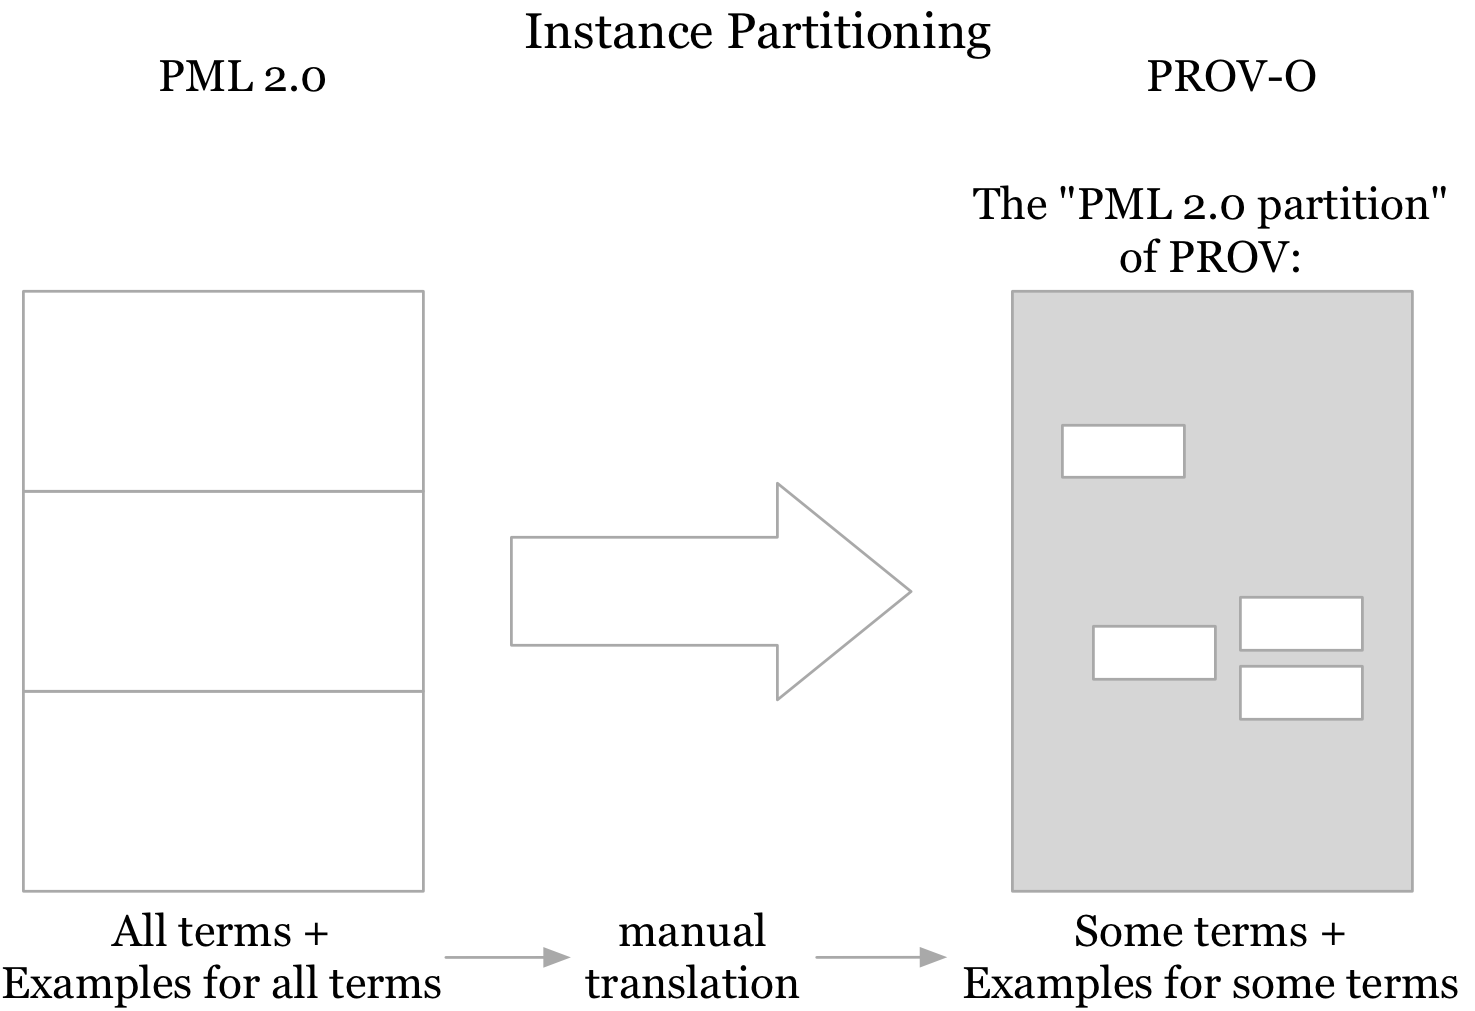 Instance Partitioning
PML 2.0
PROV-O
The "PML 2.0 partition"
of PROV:
All terms +
Examples for all terms
manual
translation
Some terms +
Examples for some terms